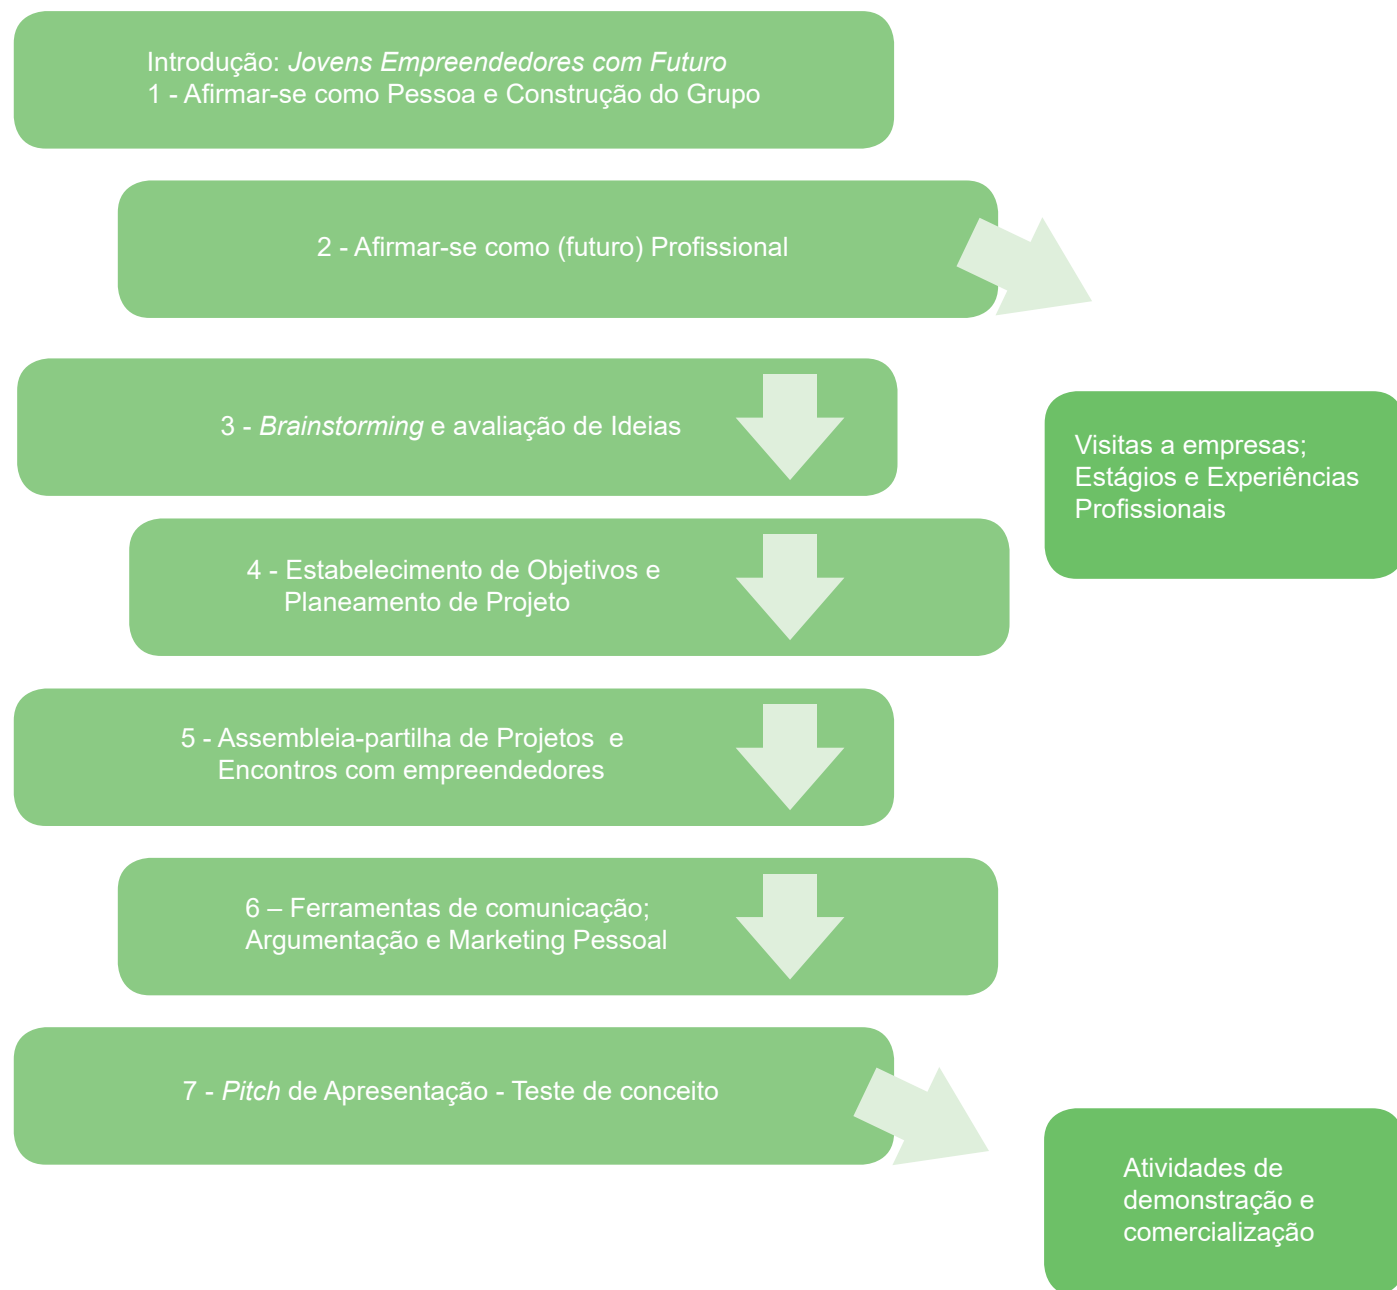 Introdução: Jovens Empreendedores com Futuro
1 - Afirmar-se como Pessoa e Construção do Grupo
2 - Afirmar-se como (futuro) Profissional
3 - Brainstorming e avaliação de Ideias
Visitas a empresas;
Estágios e Experiências
Profissionais
4 - Estabelecimento de Objetivos e
Planeamento de Projeto
5 - Assembleia-partilha de Projetos e
Encontros com empreendedores
6 – Ferramentas de comunicação;
Argumentação e Marketing Pessoal
7 - Pitch de Apresentação - Teste de conceito
Atividades de
demonstração e
comercialização